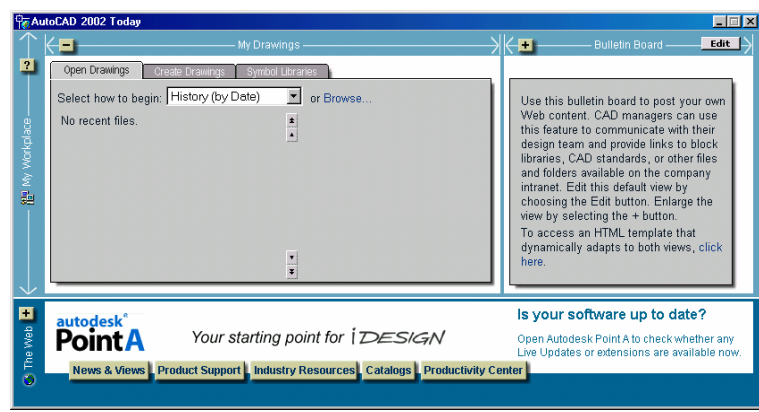 AutoCAD 2002 Today
My Drawings
Bulletin Board
Edit
?
My Workplace
Open Drawings
Create Drawings
Symbol Libraries
Select how to begin: History (by Date) or Browse...
No recent files.
Use this bulletin board to post your own
Web content. CAD managers can use
this feature to communicate with their
design team and provide links to block
libraries, CAD standards, or other files
and folders available on the company
intranet. Edit this default view by
choosing the Edit button. Enlarge the
view by selecting the + button.
To access an HTML template that
dynamically adapts to both views, click
here.
The Web
autodesk®
Point A
Your starting point for iDESIGN
Is your software up to date?
Open Autodesk Point A to check whether any
Live Updates or extensions are available now.
News & Views
Product Support
Industry Resources
Catalogs
Productivity Center